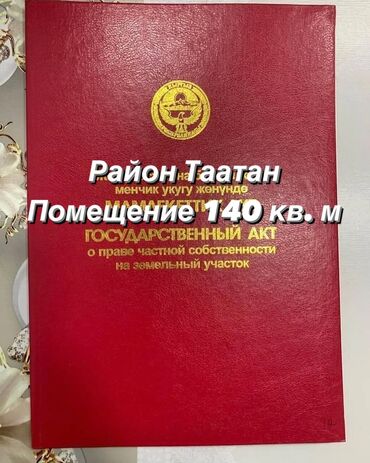 менчик укугу жөнүндө
Район Таатан
Помещение 140 кв. м
ГОСУДАРСТВЕННЫЙ АКТ
о праве частной собственности
на земельный участок